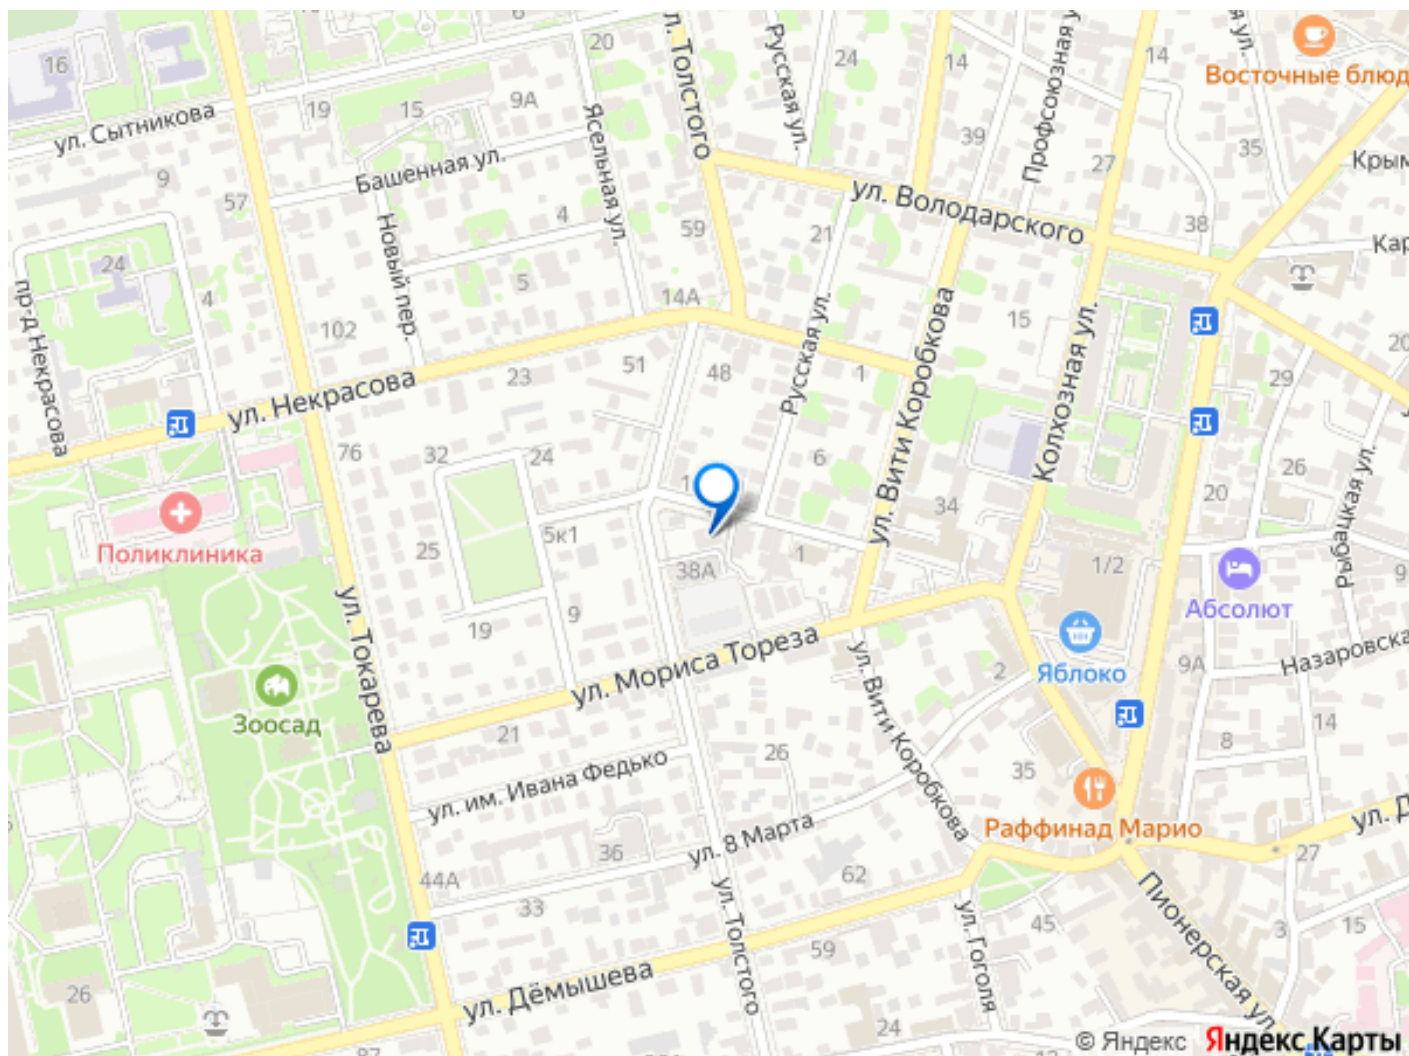 16
ул. Сытникова
19
15
9А
20
ул. Толстого
Русская ул.
24
14
Профсоюзная
14
я ул.
Восточные блюд
39
27
35
Крым
9
57
Башенная ул.
Ясельная ул.
4
Новый пер.
59
ул. Володарского
21
38
Кар
24
4
пр-д Некрасова
102
5
14А
Русская ул.
15
ул. Вити Коробкова
Колхозная ул.
20
ул. Некрасова
23
51
48
1
29
76
32
24
6
26
20
Рыбацкая ул.
34
Поликлиника
25
5к1
38А
1
1/2
Абсолют
9
19
9
ул. Токарева
ул. Мориса Тореза
Яблоко
9А
Назаровска
Зоосад
21
ул. Вити Коробкова
2
14
8
26
35
ул. им. Ивана Федько
Раффинад Марио
ул. Д
27
ул. 8 Марта
36
62
44А
33
ул. Толстого
59
ул. Гоголя
45
Пионерская ул.
3
15
26
ул. Дёмышева
24
© Яндекс Яндекс Карты